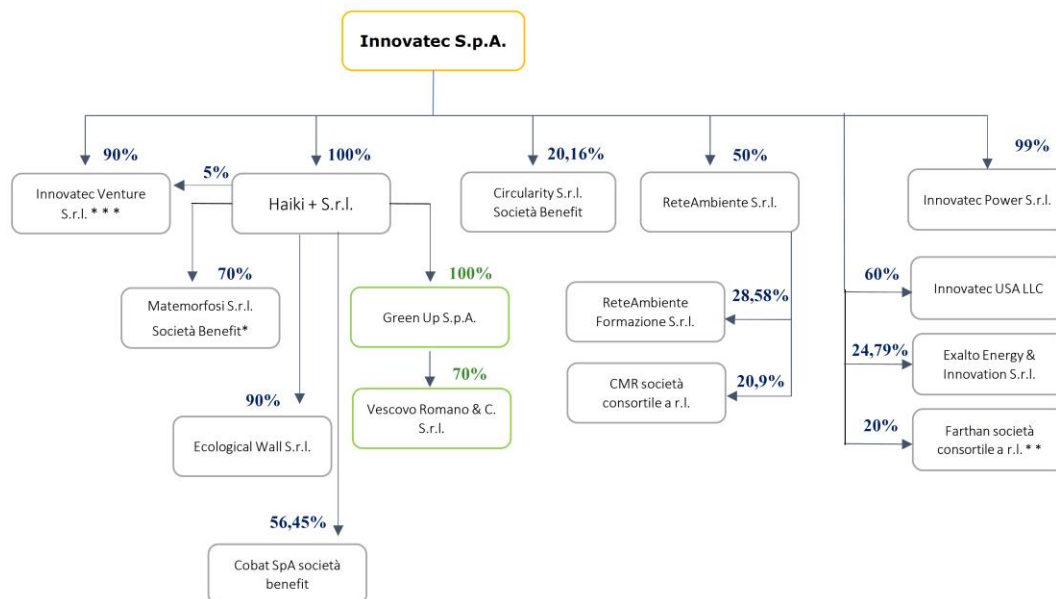 Innovatec S.p.A.
90%
100%
20,16%
50%
99%
5%
Innovatec Venture
S.r.l. * * *
Haiki + S.r.l.
Circularity S.r.l.
Società Benefit
ReteAmbiente S.r.l.
Innovatec Power S.r.l.
70%
100%
60%
Matemorfosi S.r.l.
Società Benefit*
Green Up S.p.A.
ReteAmbiente
Formazione S.r.l.
28,58%
Innovatec USA LLC
70%
24,79%
Exalto Energy &
Innovation S.r.l.
90%
Ecological Wall S.r.l.
Vescovo Romano & C.
S.r.l.
CMR società
consortile a r.l.
20,9%
20%
Farthan società
consortile a r.l. * *
56,45%
Cobat SpA società
benefit